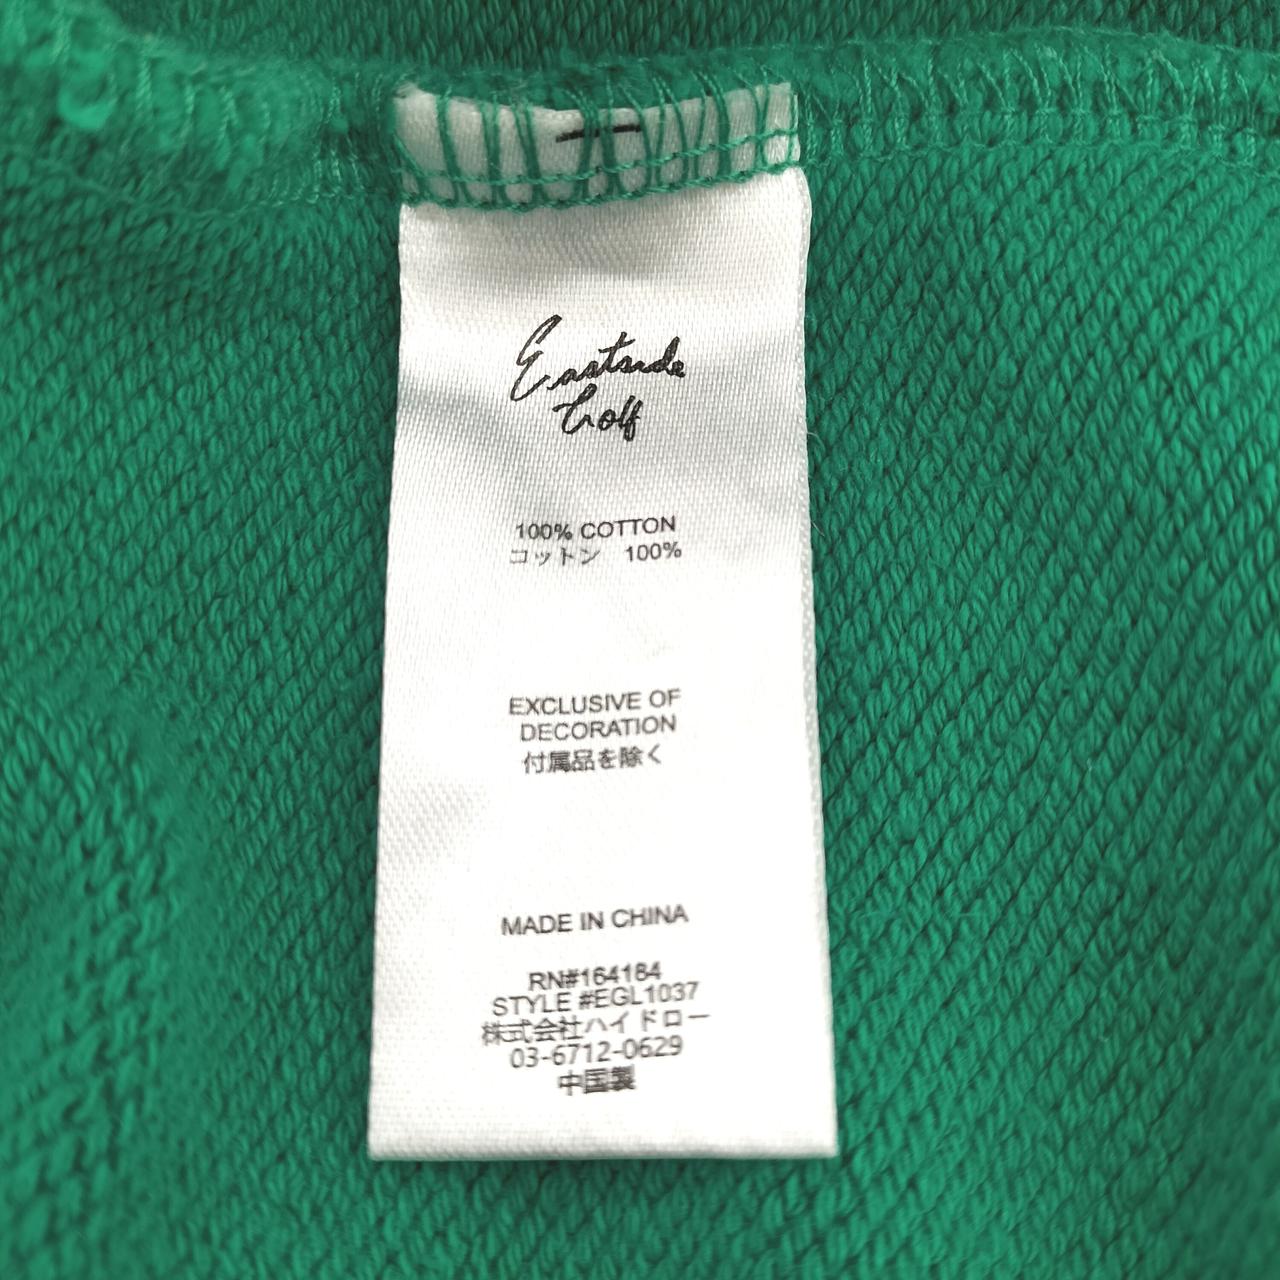 Eastside
Golf
100% COTTON
コットン 100%
EXCLUSIVE OF
DECORATION
付属品を除く
MADE IN CHINA
RN#164184
STYLE #EGL1037
株式会社ハイドロー
03-6712-0629
中国製